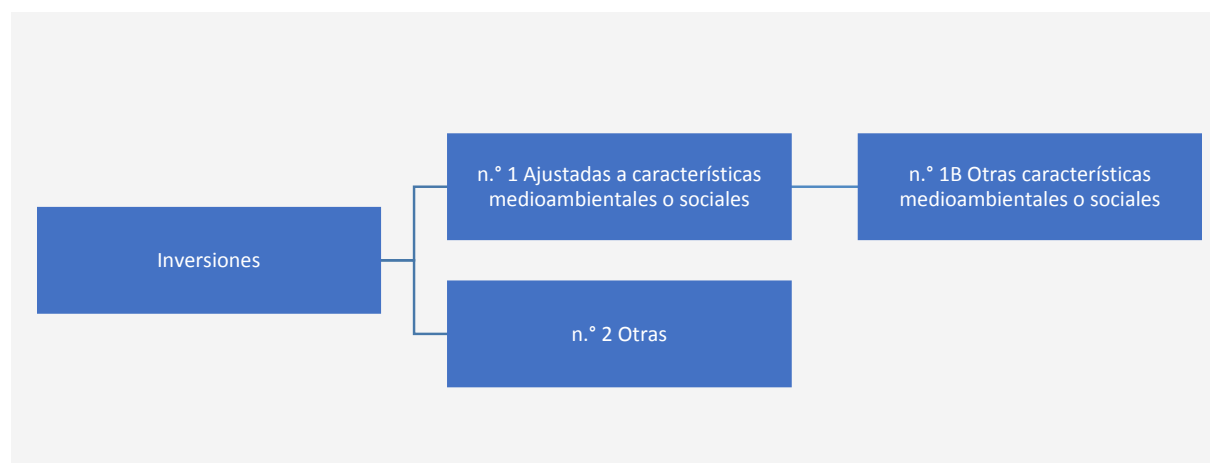 Inversiones
n.° 1 Ajustadas a características
medioambientales o sociales
n.° 1B Otras características
medioambientales o sociales
n.° 2 Otras